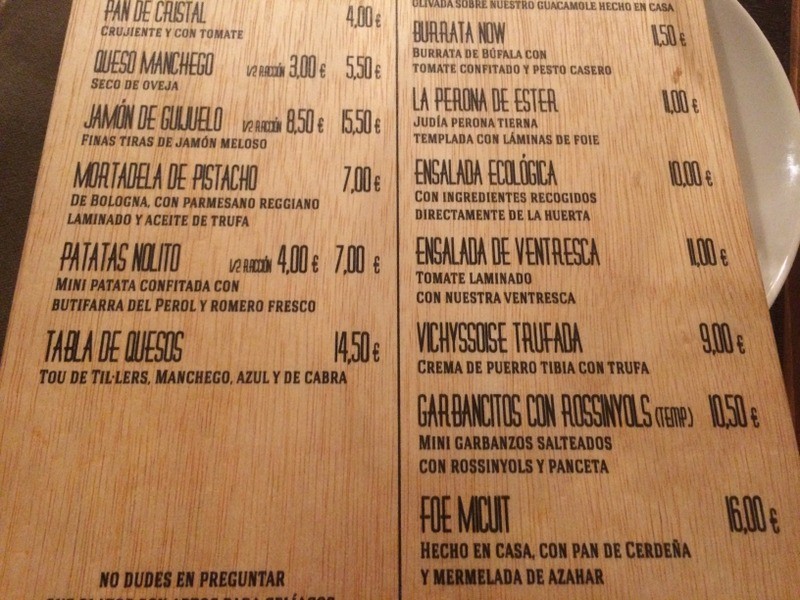 PAN DE CRISTAL 4,00 €
CRUJIENTE Y CON TOMATE
QUESO MANCHEGO 1/2 RACCIÓN 3,00 € 5,50 €
SECO DE OVEJA
JAMÓN DE GUIJUELO 1/2 RACCIÓN 8,50 € 15,50 €
FINAS TIRAS DE JAMÓN MELOSO
MORTADELA DE PISTACHO 7,00 €
DE BOLOGNA, CON PARMESANO REGGIANO
LAMINADO Y ACEITE DE TRUFA
PATATAS NOLITO 1/2 RACCIÓN 4,00 € 7,00 €
MINI PATATA CONFITADA CON
BUTIFARRA DEL PEROL Y ROMERO FRESCO
TABLA DE QUESOS 14,50 €
TOU DE TIL·LERS, MANCHEGO, AZUL Y DE CABRA
NO DUDES EN PREGUNTAR
OLIVADA SOBRE NUESTRO GUACAMOLE HECHO EN CASA
BURRATA NOW 11,50 €
BURRATA DE BÚFALA CON
TOMATE CONFITADO Y PESTO CASERO
LA PERONA DE ESTER 11,00 €
JUDÍA PERONA TIERNA
TEMPLADA CON LÁMINAS DE FOIE
ENSALADA ECOLÓGICA 10,00 €
CON INGREDIENTES RECOGIDOS
DIRECTAMENTE DE LA HUERTA
ENSALADA DE VENTRESCA 11,00 €
TOMATE LAMINADO
CON NUESTRA VENTRESCA
VICHYSSOISE TRUFADA 9,00 €
CREMA DE PUERRO TIBIA CON TRUFA
GARBANCITOS CON ROSSINYOLS (TEMP.) 10,50 €
MINI GARBANZOS SALTEADOS
CON ROSSINYOLS Y PANCETA
FOE MICUIT 16,00 €
HECHO EN CASA, CON PAN DE CERDEÑA
Y MERMELADA DE AZAHAR